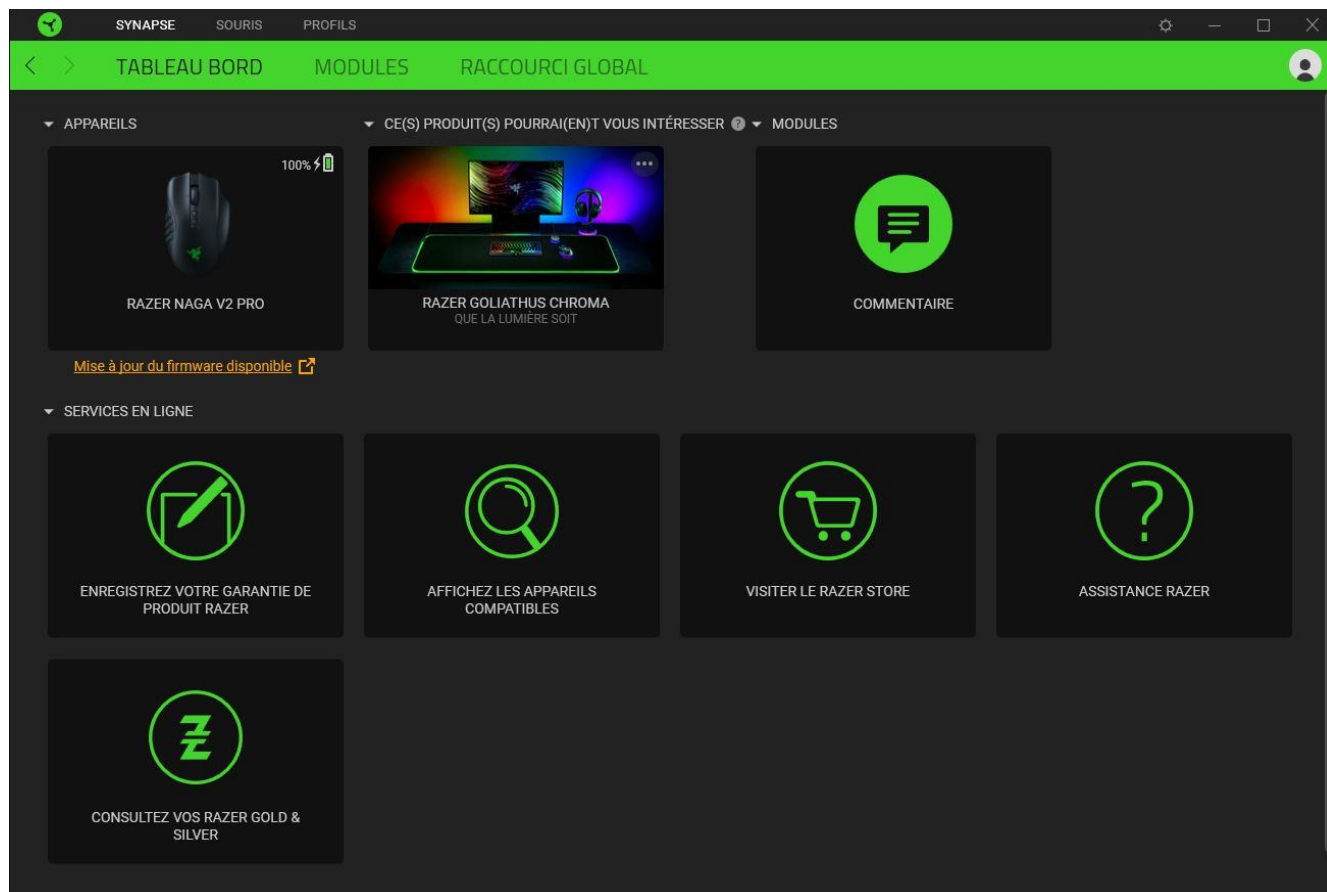 SYNAPSE SOURIS PROFILS
TABLEAU BORD MODULES RACCOURCI GLOBAL
APPAREILS
100%
RAZER NAGA V2 PRO
Mise à jour du firmware disponible
CE(S) PRODUIT(S) POURRAI(EN)T VOUS INTÉRESSER ?
RAZER GOLIATHUS CHROMA
QUE LA LUMIÈRE SOIT
MODULES
COMMENTAIRE
SERVICES EN LIGNE
ENREGISTREZ VOTRE GARANTIE DE
PRODUIT RAZER
AFFICHEZ LES APPAREILS
COMPATIBLES
VISITER LE RAZER STORE
?
ASSISTANCE RAZER
CONSULTEZ VOS RAZER GOLD &
SILVER